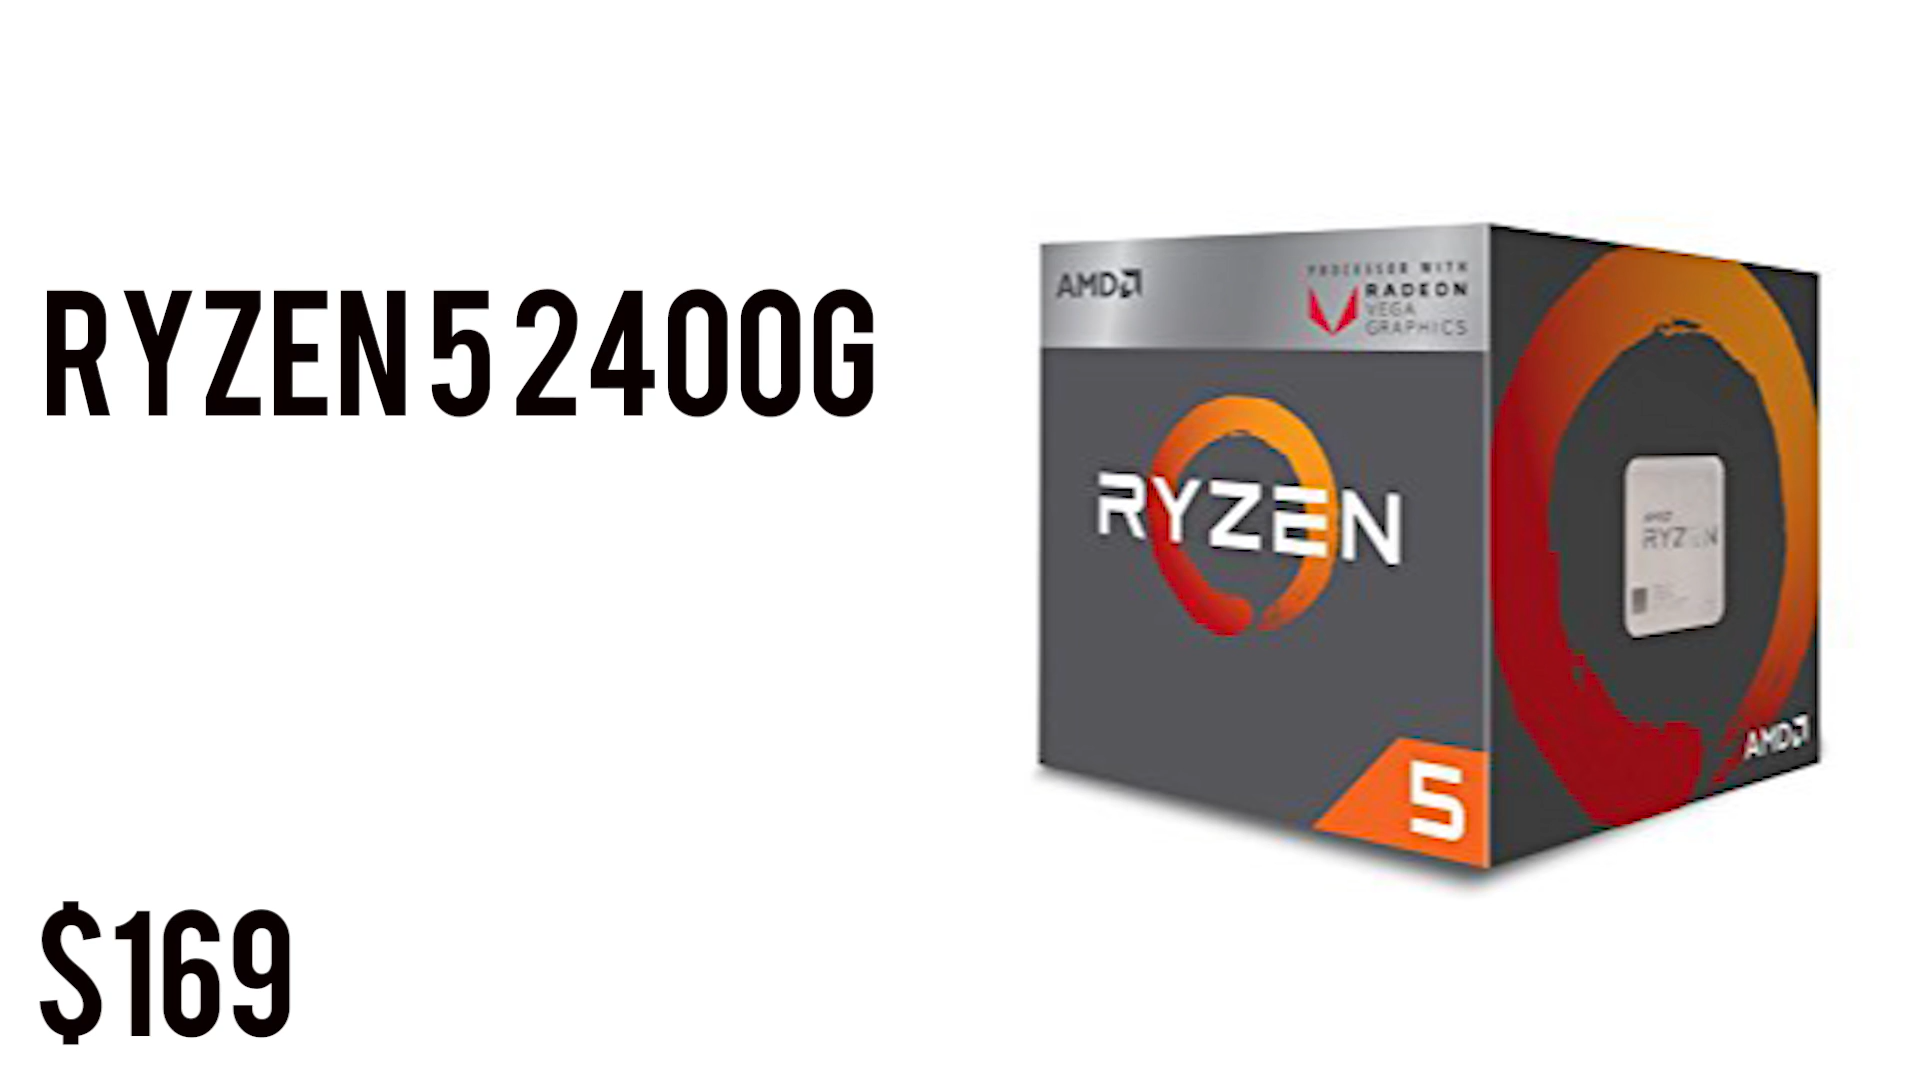 RYZEN 5 2400G
AMD
PROCESSOR WITH
RADEON
VEGA
GRAPHICS
RYZEN
5
AMD
RYZEN
AMD
$169